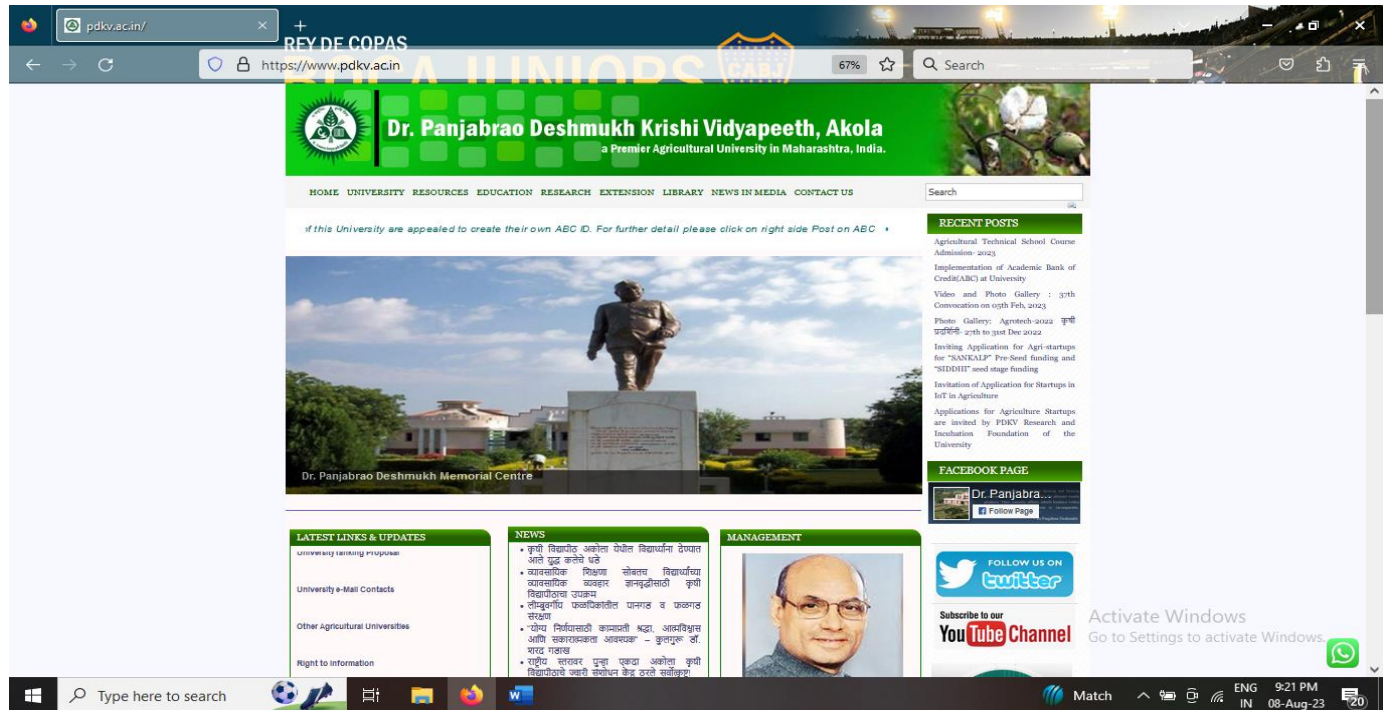 pdkv.ac.in/
REY DE COPAS
BOCA JUNIORS
CABJ
https://www.pdkv.ac.in
67%
Search
Dr. Panjabrao Deshmukh Krishi Vidyapeeth, Akola
a Premier Agricultural University in Maharashtra, India.
HOME UNIVERSITY RESOURCES EDUCATION RESEARCH EXTENSION LIBRARY NEWS IN MEDIA CONTACT US
Search
of this University are appealed to create their own ABC ID. For further detail please click on right side Post on ABC
RECENT POSTS
Agricultural Technical School Course
Admission- 2023
Implementation of Academic Bank of
Credit(ABC) at University
Video and Photo Gallery : 37th
Convocation on 05th Feb, 2023
Photo Gallery: Agrotech-2022 कृषी
प्रदर्शिनी- 27th to 31st Dec 2022
Inviting Application for Agri-startups
for "SANKALP" Pre-Seed funding and
"SIDDHI" seed stage funding
Invitation of Application for Startups in
IoT in Agriculture
Applications for Agriculture Startups
are invited by PDKV Research and
Incubation Foundation of the
University
Dr. Panjabrao Deshmukh Memorial Centre
FACEBOOK PAGE
Dr. Panjabra...
Follow Page
LATEST LINKS & UPDATES
University ranking Proposal
University e-Mail Contacts
Other Agricultural Universities
Right to Information
NEWS
• कृषी विद्यापीठ अकोला येथील विद्यार्थ्यांना देण्यात
आले युद्ध कलेचे धडे
• व्यावसायिक शिक्षणा सोबतच विद्यार्थ्यांच्या
व्यावसायिक व्यवहार ज्ञानवृद्धीसाठी कृषी
विद्यापीठाचा उपक्रम
• लीम्बुवर्गीय फळपिकांतील पानगड व फळगड
संरक्षण
• "योग्य निर्णयासाठी कामाप्रती श्रद्धा, आत्मविश्वास
आणि सकारात्मकता आवश्यक" – कुलगुरू डॉ.
शरद गडाख
• राष्ट्रीय स्तरावर पुन्हा एकदा अकोला कृषी
विद्यापीठाचे ज्वारी संशोधन केंद्र ठरले सर्वोत्कृष्ट!
MANAGEMENT
FOLLOW US ON
twitter
Subscribe to our
YouTube Channel
Activate Windows
Go to Settings to activate Windows.
Type here to search
Match
ENG
IN
9:21 PM
08-Aug-23
20